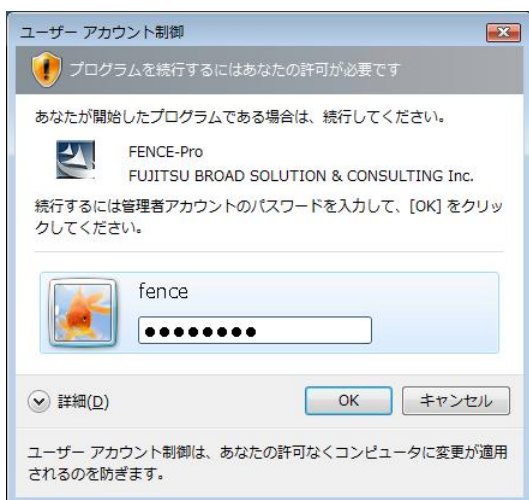 ユーザー アカウント制御
プログラムを続行するにはあなたの許可が必要です
あなたが開始したプログラムである場合は、続行してください。
FENCE-Pro
FUJITSU BROAD SOLUTION & CONSULTING Inc.
続行するには管理者アカウントのパスワードを入力して、[OK] をクリッ
クしてください。
fence
●●●●●●●●
詳細(D)
OK
キャンセル
ユーザー アカウント制御は、あなたの許可なくコンピュータに変更が適用
されるのを防ぎます。